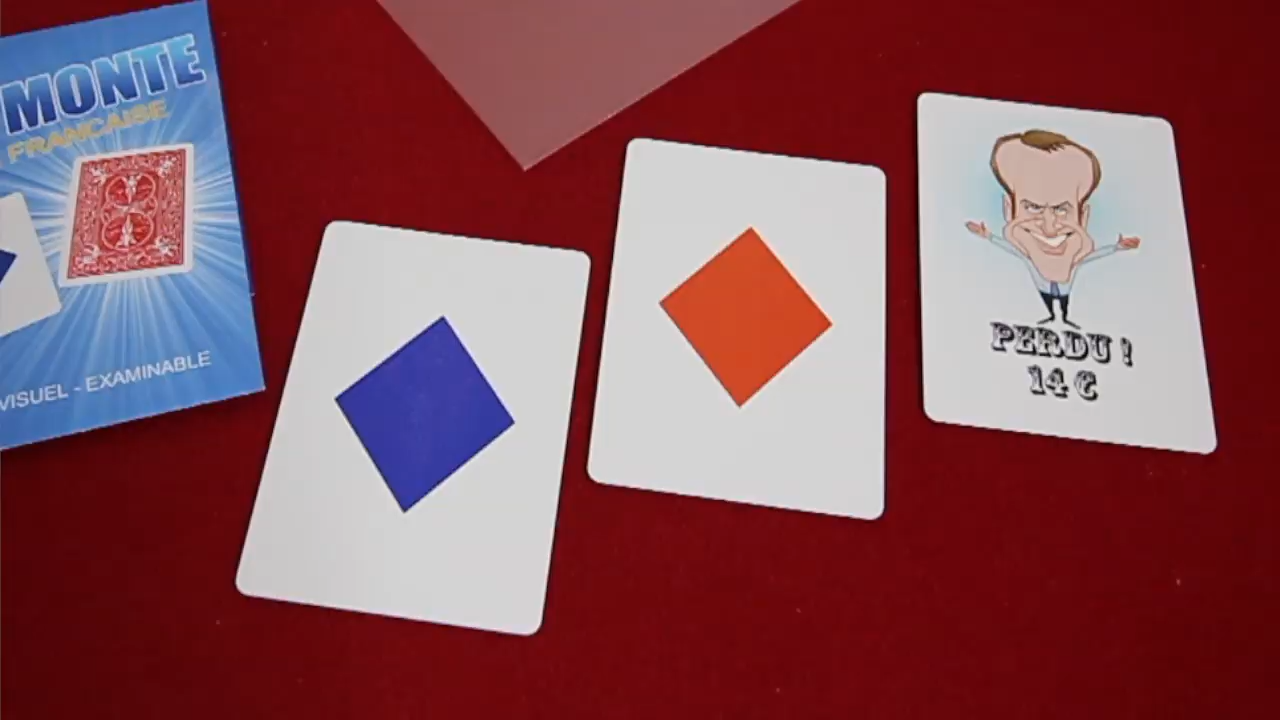 MONTE
FRANCAISE
VISUEL - EXAMINABLE
PERDU !
14 €